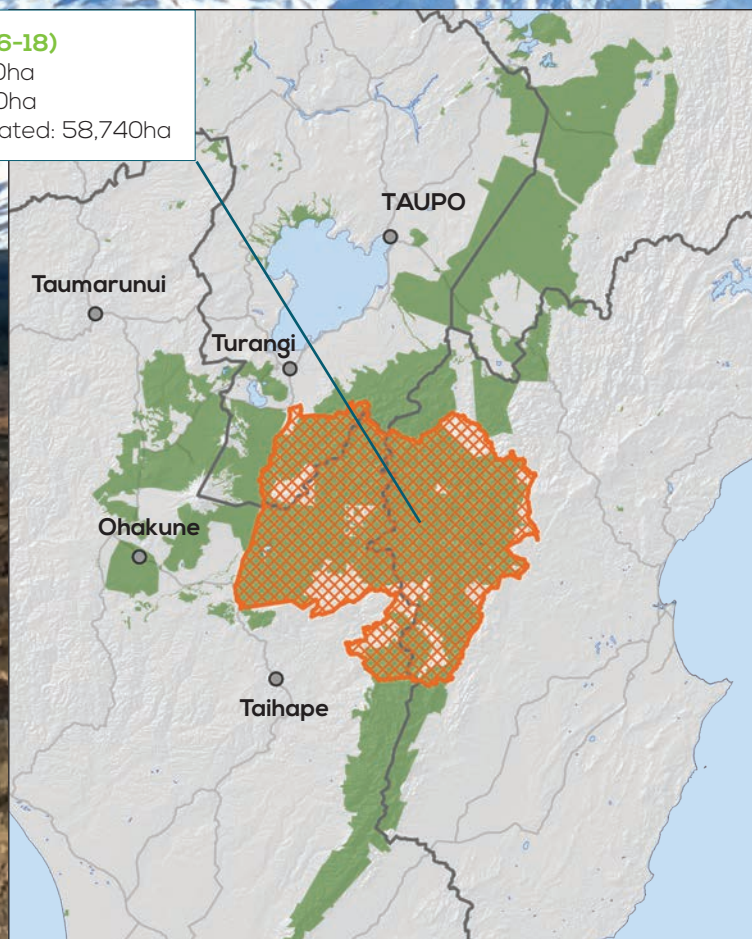 6-18)
0ha
0ha
ated: 58,740ha
TAUPO
Taumarunui
Turangi
Ohakune
Taihape